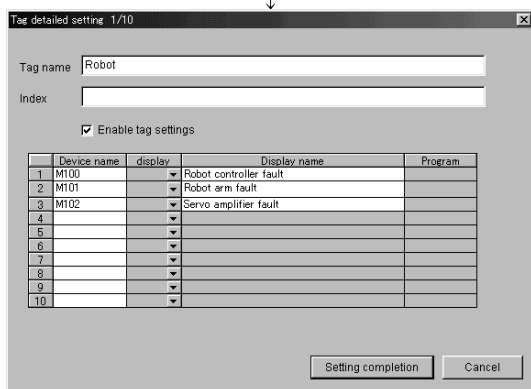 Tag detailed setting 1/10
Tag name Robot
Index
Enable tag settings
Device name display Display name Program
1 M100 Robot controller fault
2 M101 Robot arm fault
3 M102 Servo amplifier fault
4
5
6
7
8
9
10
Setting completion Cancel